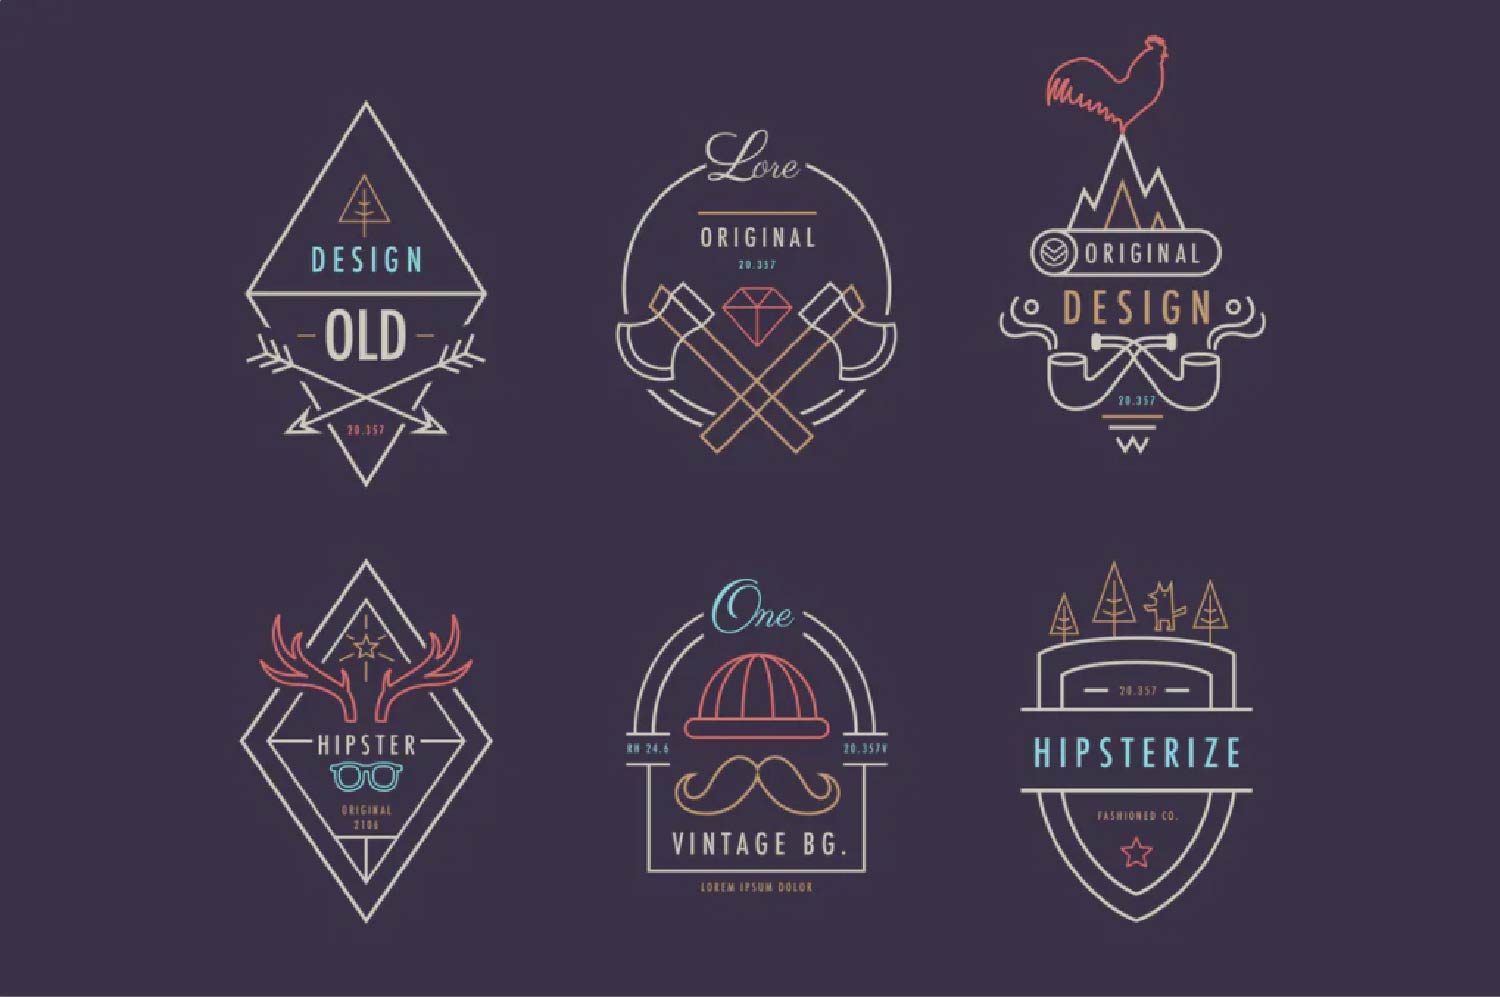 DESIGN
OLD
20.357
Lore
ORIGINAL
20.357
ORIGINAL
DESIGN
20.357
W
HIPSTER
ORIGINAL
2106
One
RH 24.6
20.357V
VINTAGE BG.
LOREM IPSUM DOLOR
20.357
HIPSTERIZE
FASHIONED CO.